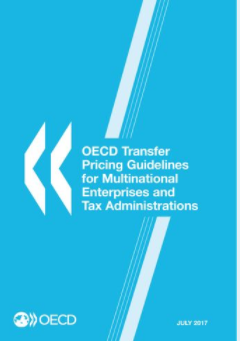 OECD Transfer
Pricing Guidelines
for Multinational
Enterprises and
Tax Administrations
OECD
JULY 2017